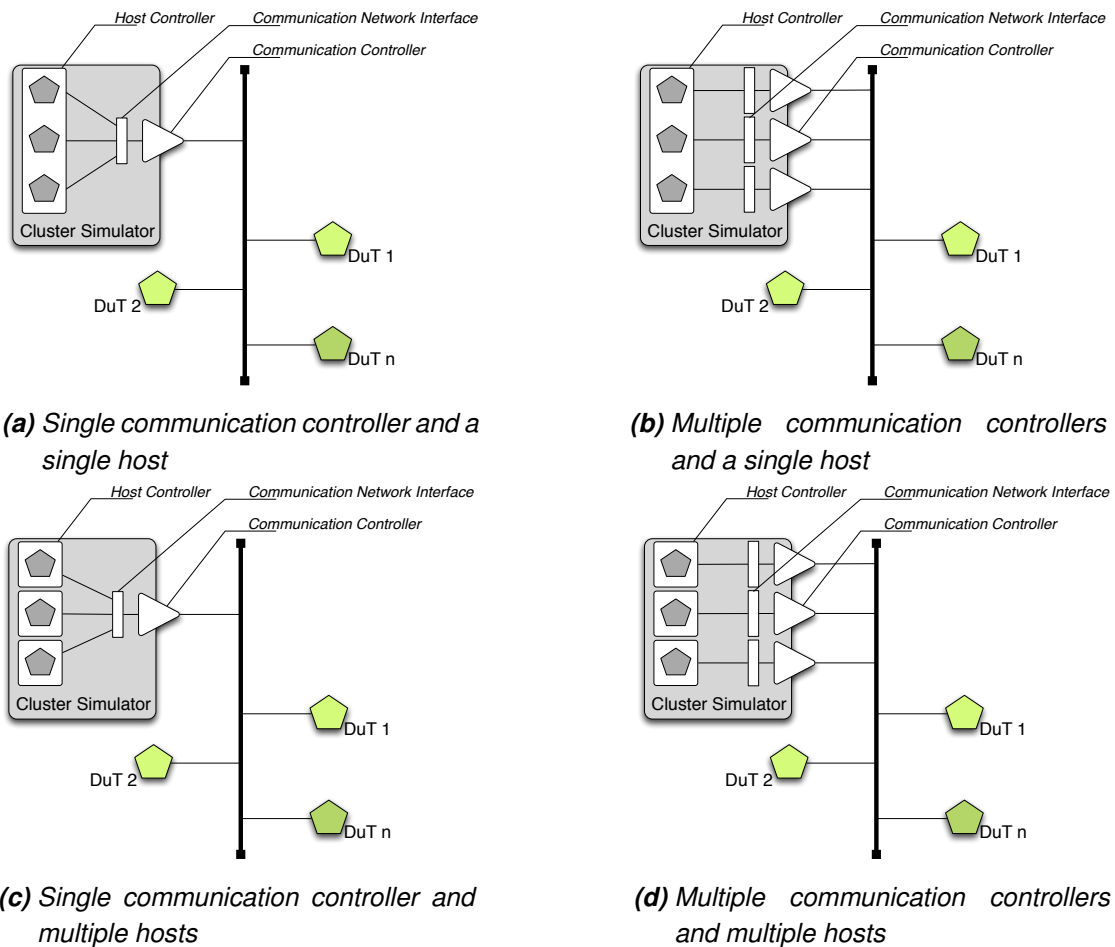 Host Controller
Communication Network Interface
Communication Controller
Cluster Simulator
DuT 1
DuT 2
DuT n
(a) Single communication controller and a
single host
Host Controller
Communication Network Interface
Communication Controller
Cluster Simulator
DuT 1
DuT 2
DuT n
(b) Multiple communication controllers
and a single host
Host Controller
Communication Network Interface
Communication Controller
Cluster Simulator
DuT 1
DuT 2
DuT n
(c) Single communication controller and
multiple hosts
Host Controller
Communication Network Interface
Communication Controller
Cluster Simulator
DuT 1
DuT 2
DuT n
(d) Multiple communication controllers
and multiple hosts